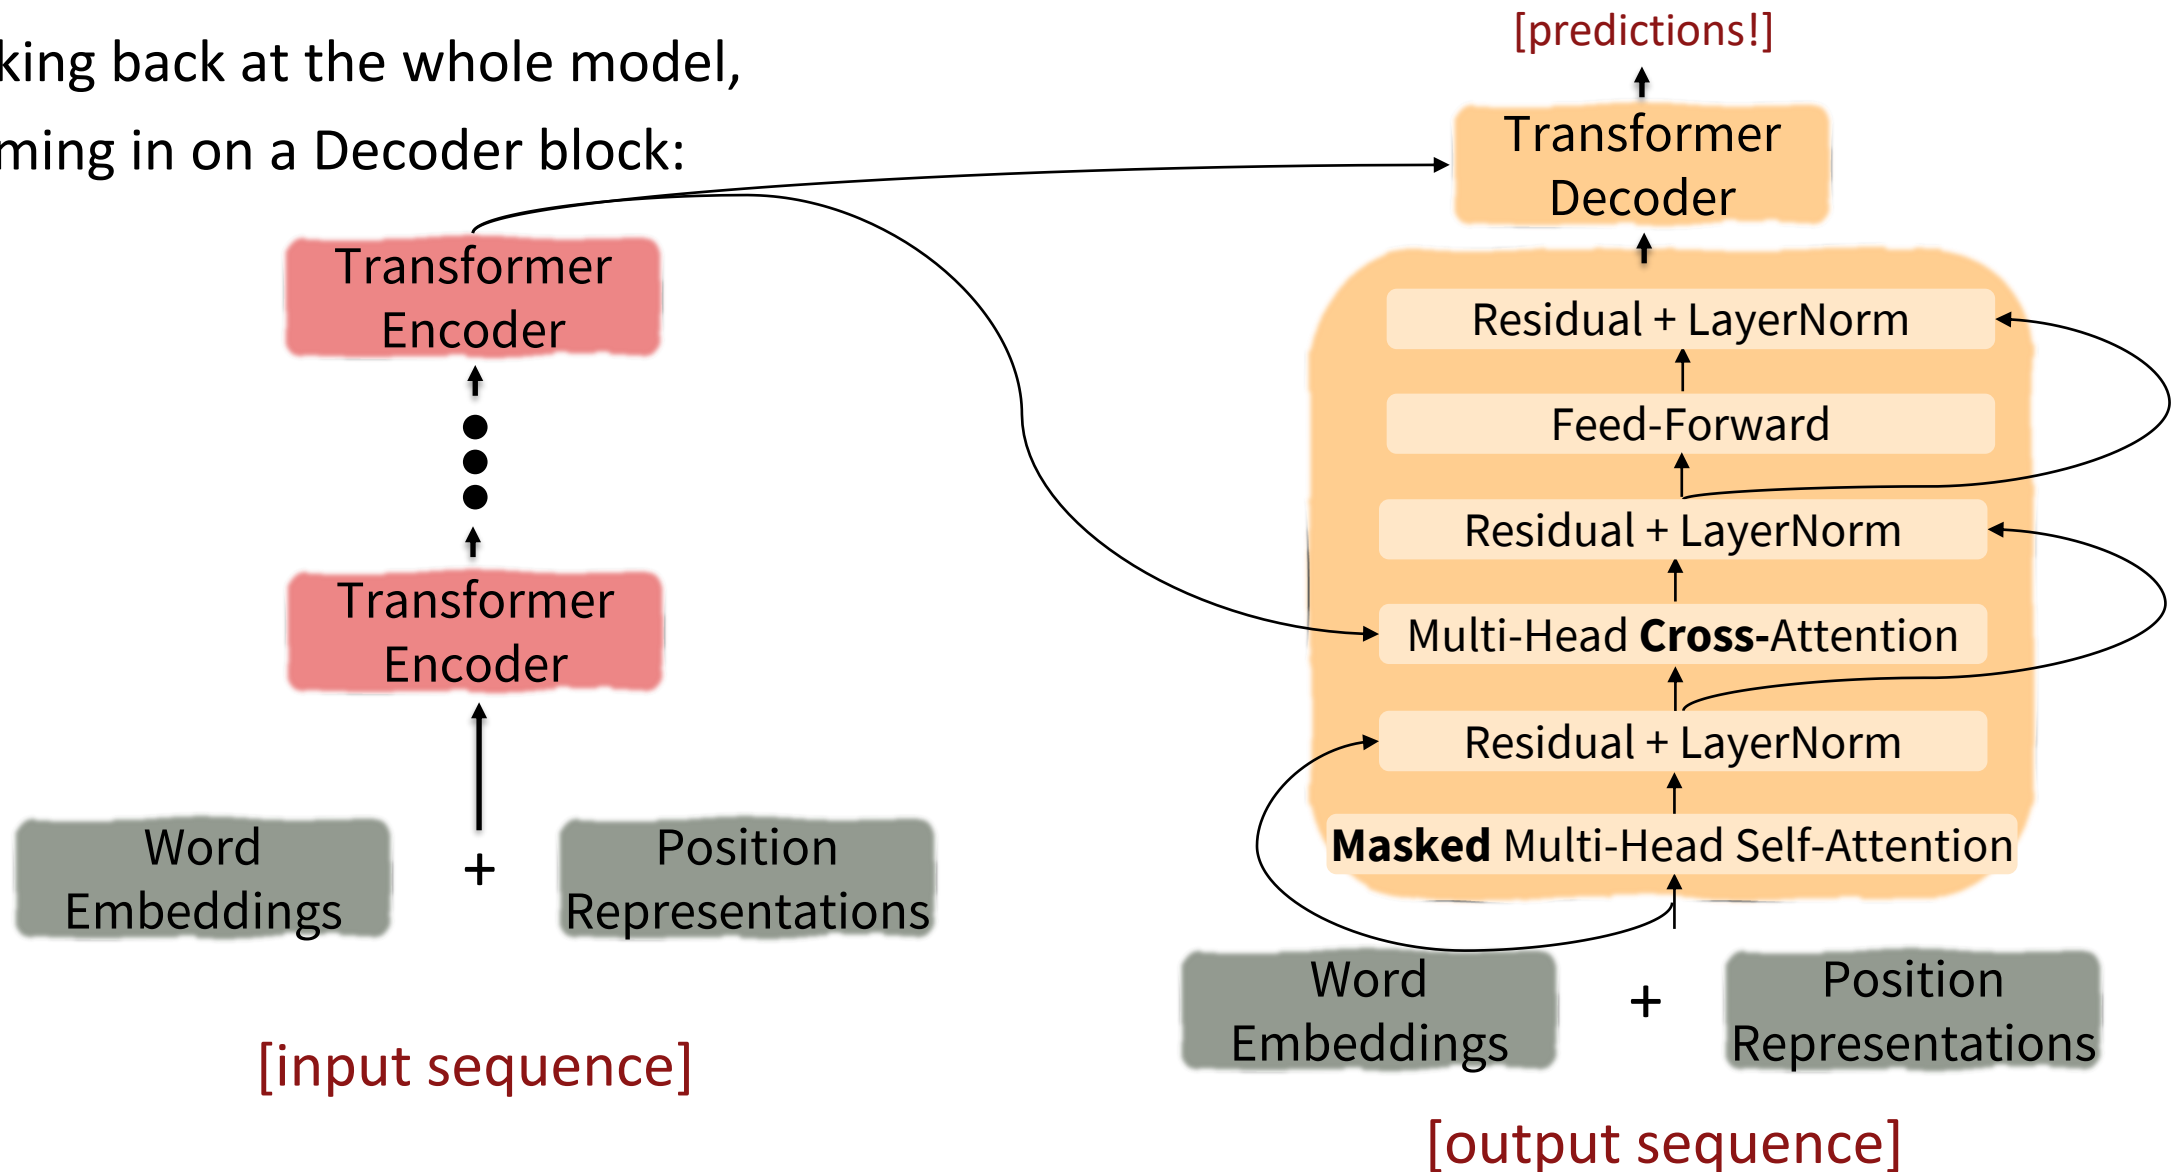 king back at the whole model,
ming in on a Decoder block:
Transformer
Encoder
Transformer
Encoder
Word
Embeddings
+
Position
Representations
[input sequence]
[predictions!]
Transformer
Decoder
Residual + LayerNorm
Feed-Forward
Residual + LayerNorm
Multi-Head Cross-Attention
Residual + LayerNorm
Masked Multi-Head Self-Attention
Word
Embeddings
+
Position
Representations
[output sequence]